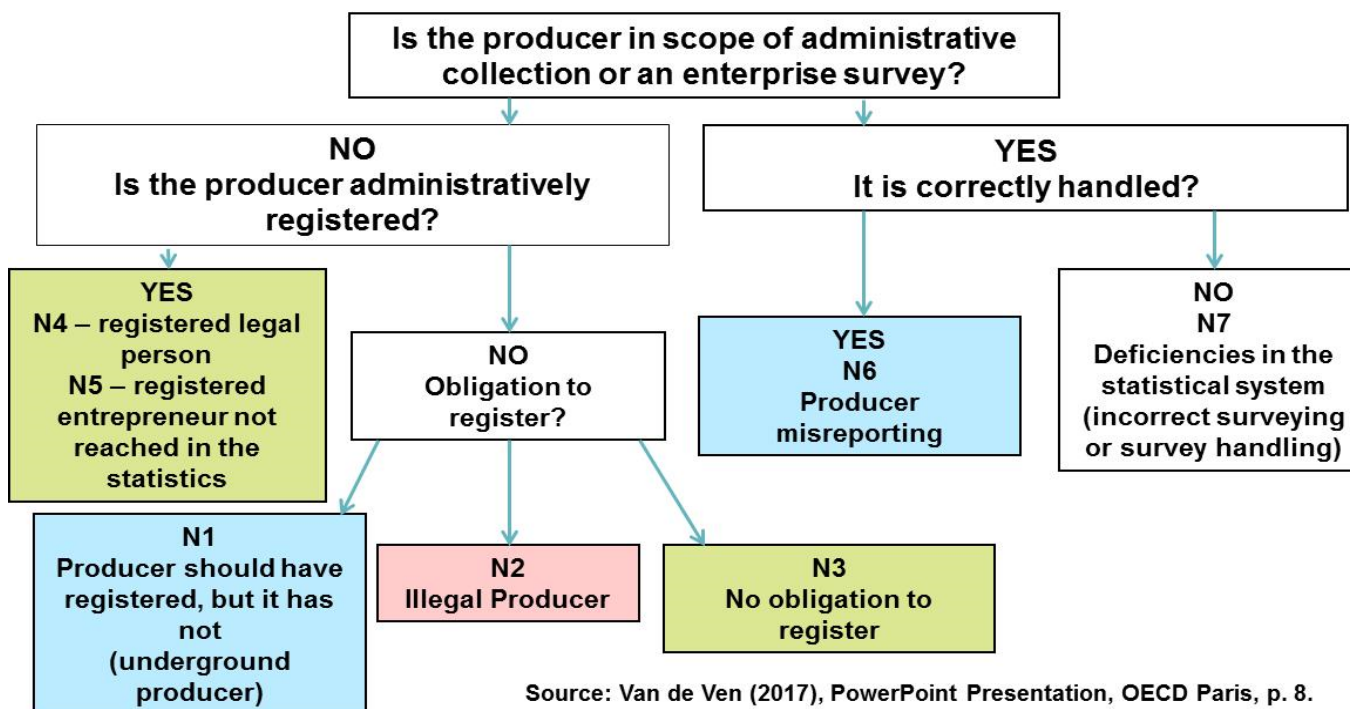 Is the producer in scope of administrative
collection or an enterprise survey?
NO
Is the producer administratively
registered?
YES
It is correctly handled?
YES
N4 – registered legal
person
N5 – registered
entrepreneur not
reached in the
statistics
NO
Obligation to
register?
YES
N6
Producer
misreporting
NO
N7
Deficiencies in the
statistical system
(incorrect surveying
or survey handling)
N1
Producer should have
registered, but it has
not
(underground
producer)
N2
Illegal Producer
N3
No obligation to
register
Source: Van de Ven (2017), PowerPoint Presentation, OECD Paris, p. 8.